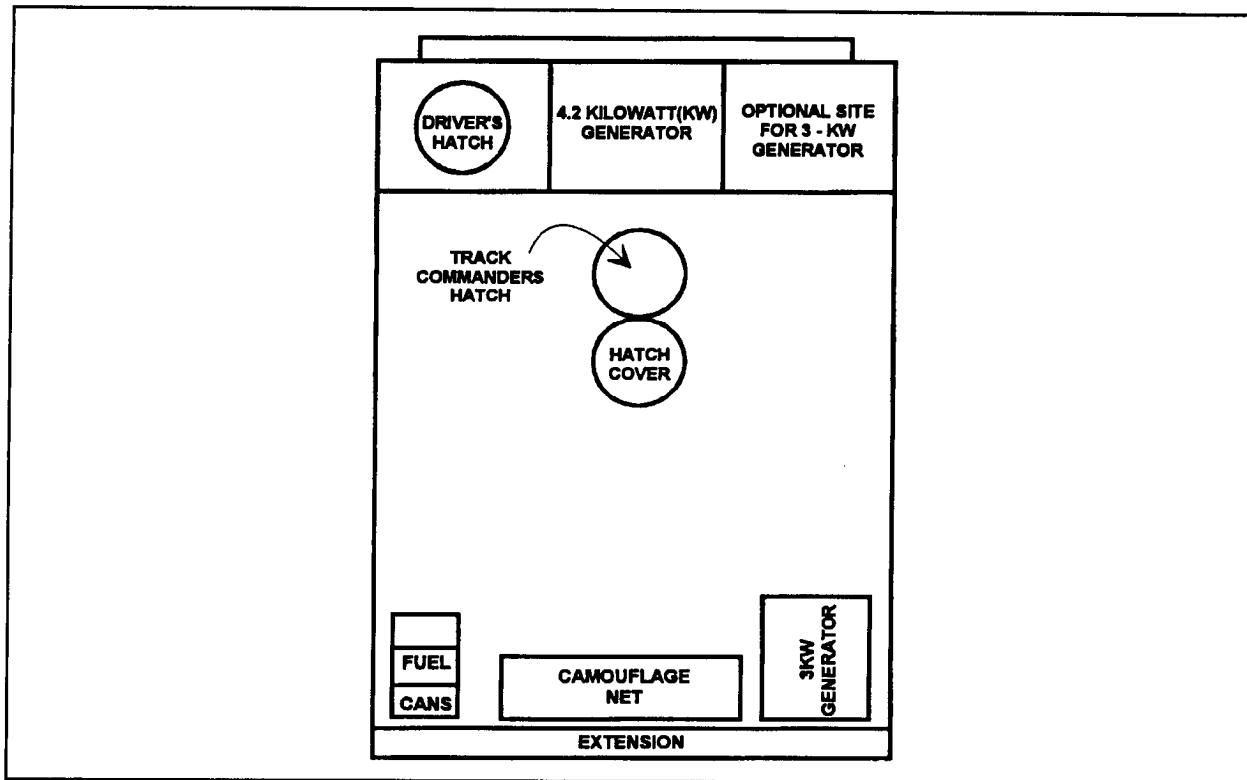 DRIVER'S
HATCH
4.2 KILOWATT(KW)
GENERATOR
OPTIONAL SITE
FOR 3 - KW
GENERATOR
TRACK
COMMANDERS
HATCH
HATCH
COVER
FUEL
CANS
CAMOUFLAGE
NET
3KW
GENERATOR
EXTENSION